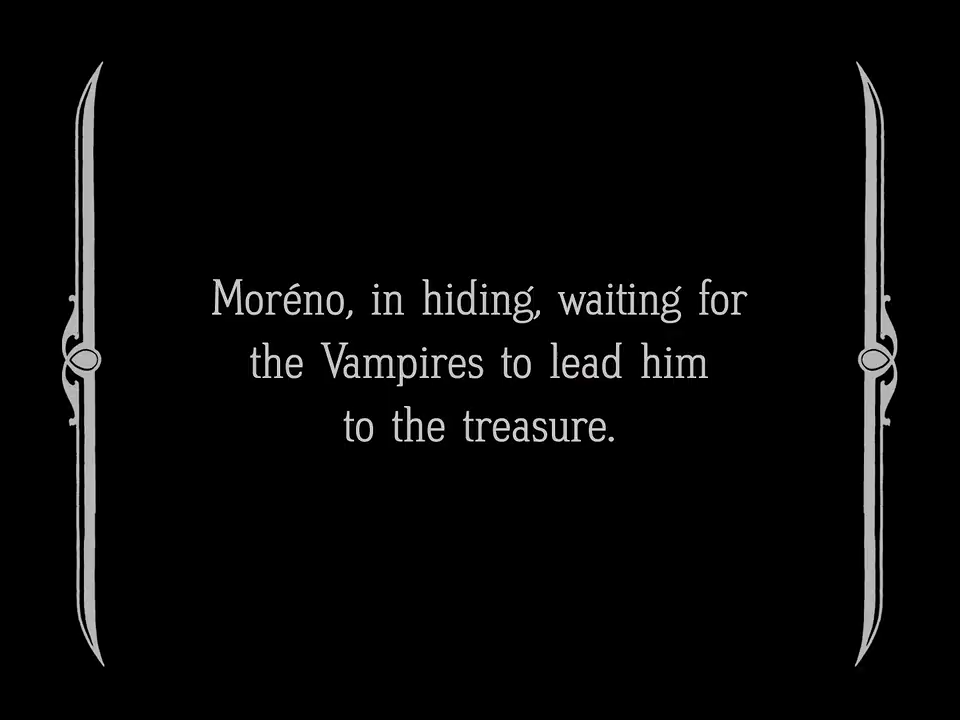 Moréno, in hiding, waiting for
the Vampires to lead him
to the treasure.